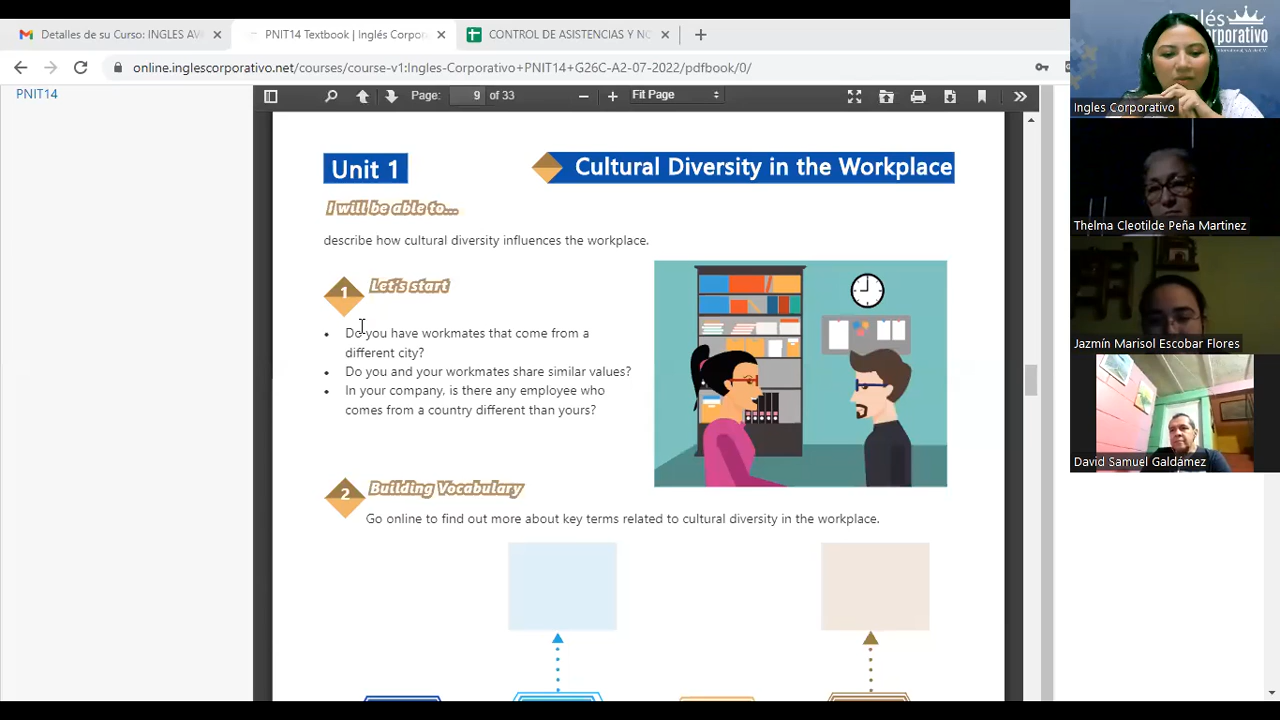 Detalles de su Curso: INGLES AV
PNIT14 Textbook | Inglés Corpor
CONTROL DE ASISTENCIAS Y NO
online.inglescorporativo.net/courses/course-v1:Ingles-Corporativo+PNIT14+G26C-A2-07-2022/pdfbook/0/
PNIT14
Page: 9 of 33
Fit Page
Unit 1
Cultural Diversity in the Workplace
I will be able to...
describe how cultural diversity influences the workplace.
1 Let's start
• Do you have workmates that come from a
different city?
• Do you and your workmates share similar values?
• In your company, is there any employee who
comes from a country different than yours?
2 Building Vocabulary
Go online to find out more about key terms related to cultural diversity in the workplace.
Ingles Corporativo
Thelma Cleotilde Peña Martinez
Jazmín Marisol Escobar Flores
David Samuel Galdámez